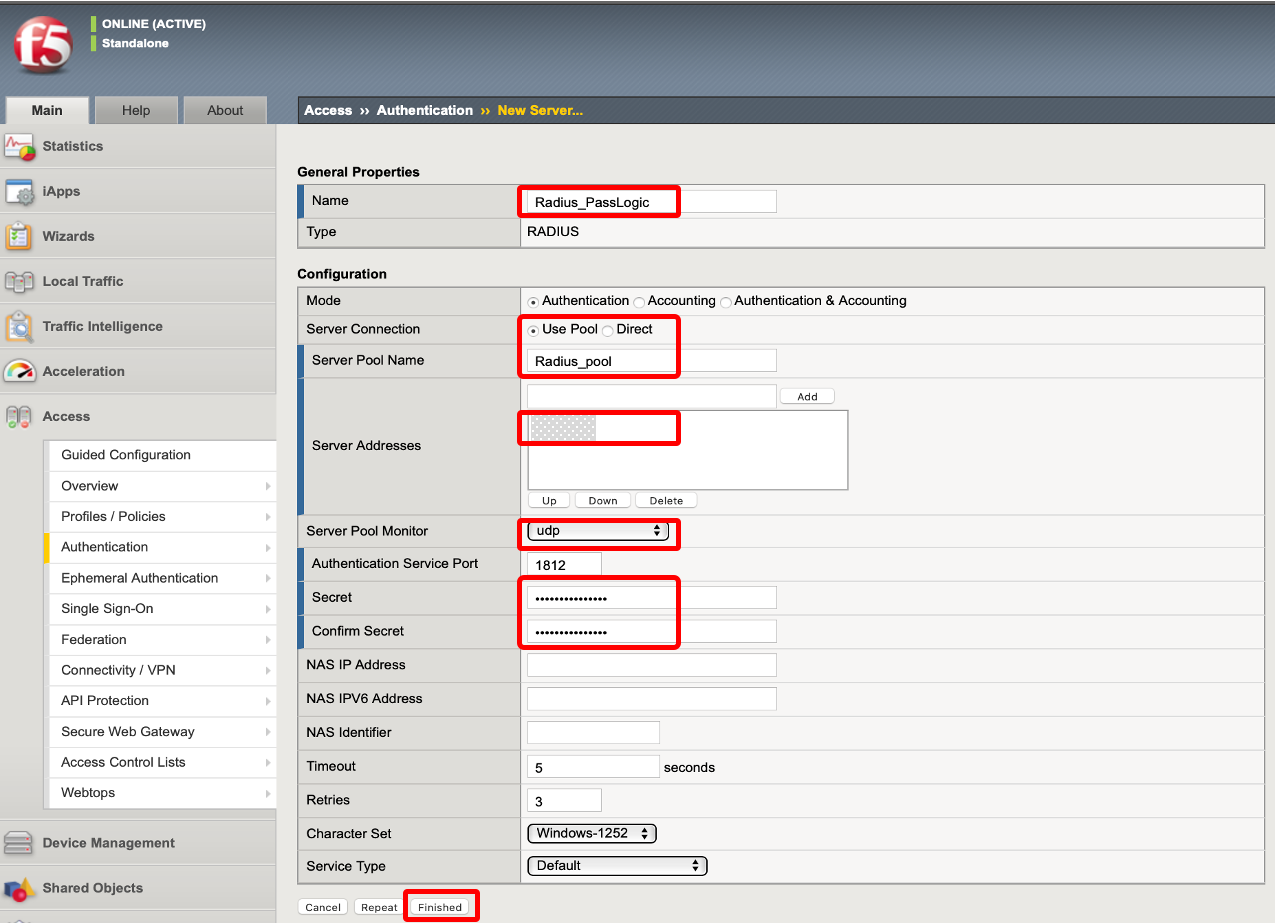 f5
ONLINE (ACTIVE)
Standalone
Main Help About
Access ›› Authentication ›› New Server...
Statistics
iApps
Wizards
Local Traffic
Traffic Intelligence
Acceleration
Access
Guided Configuration
Overview
Profiles / Policies
Authentication
Ephemeral Authentication
Single Sign-On
Federation
Connectivity / VPN
API Protection
Secure Web Gateway
Access Control Lists
Webtops
Device Management
Shared Objects
General Properties
Name Radius_PassLogic
Type RADIUS
Configuration
Mode Authentication Accounting Authentication & Accounting
Server Connection Use Pool Direct
Server Pool Name Radius_pool
Add
Server Addresses
Up Down Delete
Server Pool Monitor udp
Authentication Service Port 1812
Secret •••••••••••••••
Confirm Secret •••••••••••••••
NAS IP Address
NAS IPV6 Address
NAS Identifier
Timeout 5 seconds
Retries 3
Character Set Windows-1252
Service Type Default
Cancel Repeat Finished